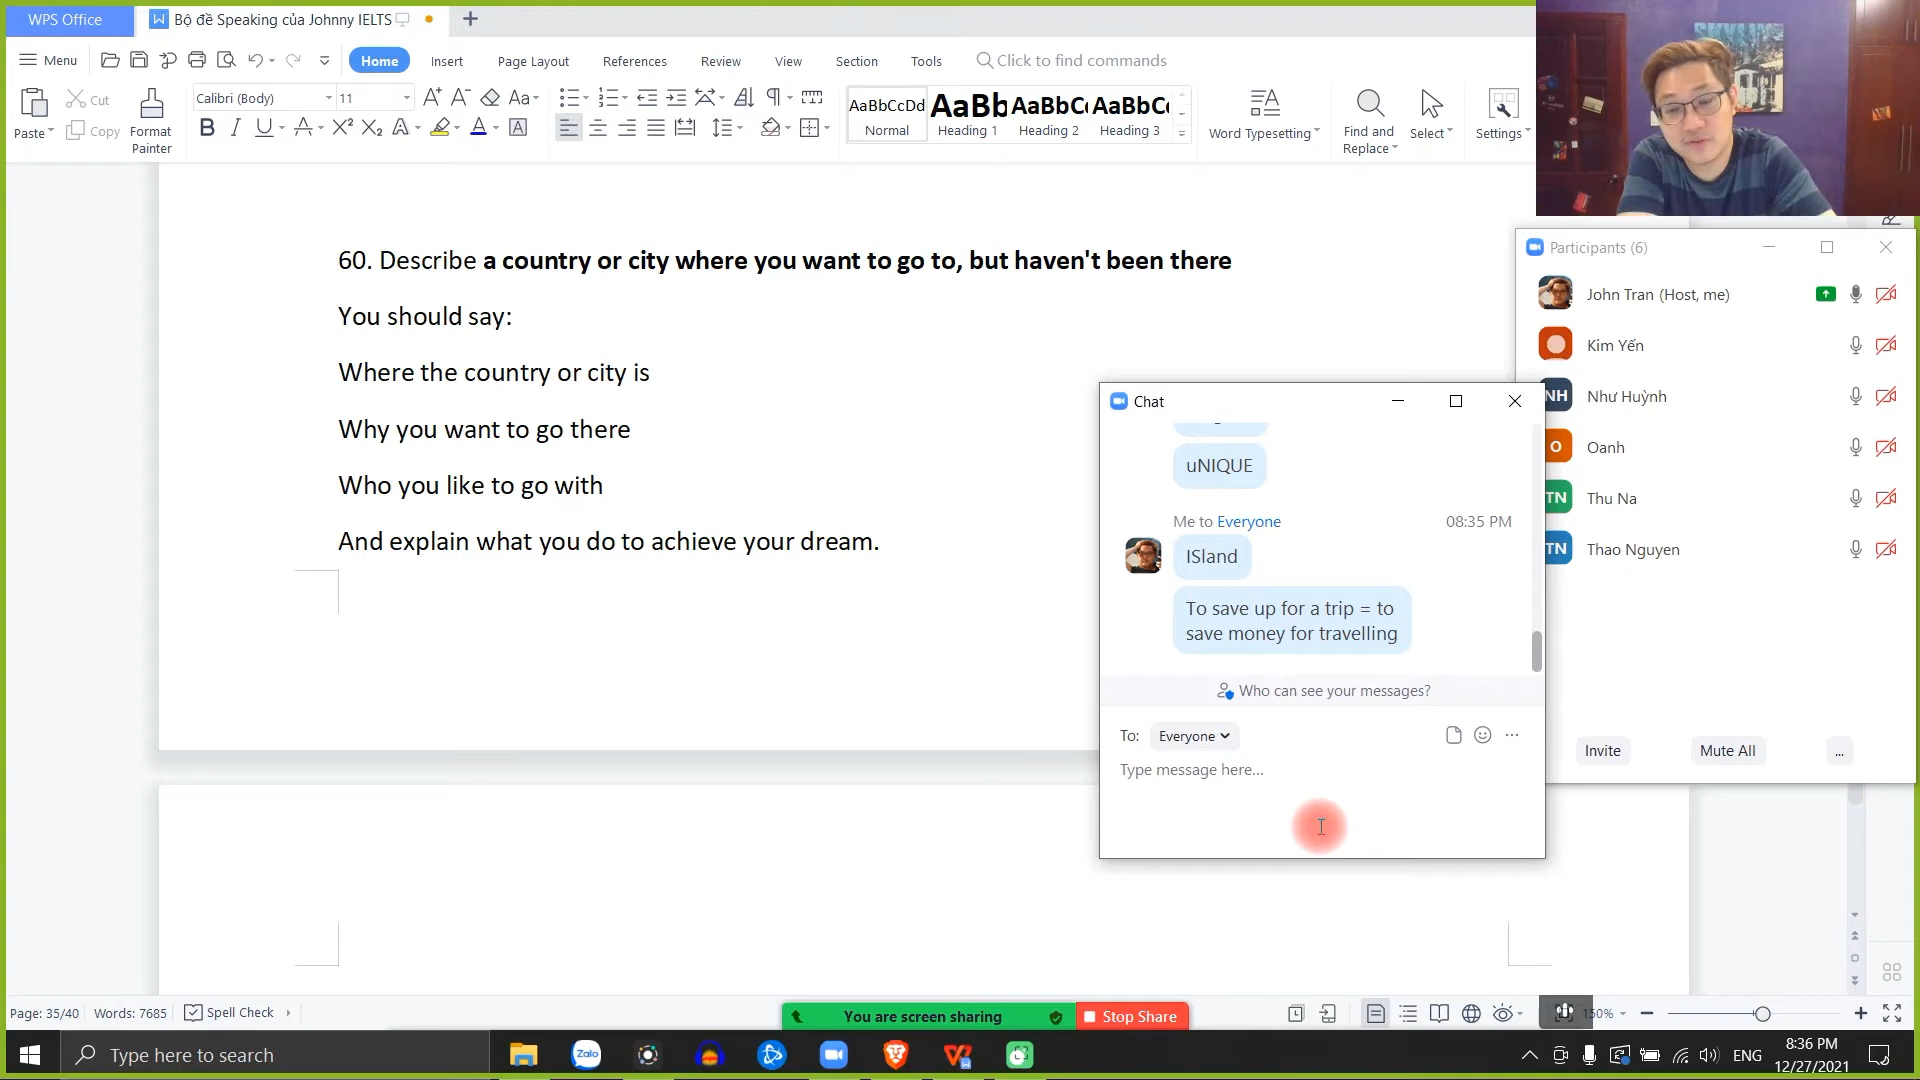 WPS Office
Bộ đề Speaking của Johnny IELTS
Menu
Home
Insert
Page Layout
References
Review
View
Section
Tools
Click to find commands
Paste
Cut
Copy
Format
Painter
Calibri (Body)
11
AaBbCcDd
Normal
AaBb
Heading 1
AaBbC
Heading 2
AaBbC
Heading 3
Word Typesetting
Find and
Replace
Select
Settings
60. Describe a country or city where you want to go to, but haven't been there
You should say:
Where the country or city is
Why you want to go there
Who you like to go with
And explain what you do to achieve your dream.
Participants (6)
John Tran (Host, me)
Kim Yến
NH
Như Huỳnh
O
Oanh
TN
Thu Na
TN
Thao Nguyen
Invite
Mute All
...
Chat
uNIQUE
Me to Everyone
08:35 PM
ISland
To save up for a trip = to
save money for travelling
Who can see your messages?
To:
Everyone
Type message here...
Page: 35/40
Words: 7685
Spell Check
You are screen sharing
Stop Share
150%
Type here to search
Zalo
ENG
8:36 PM
12/27/2021